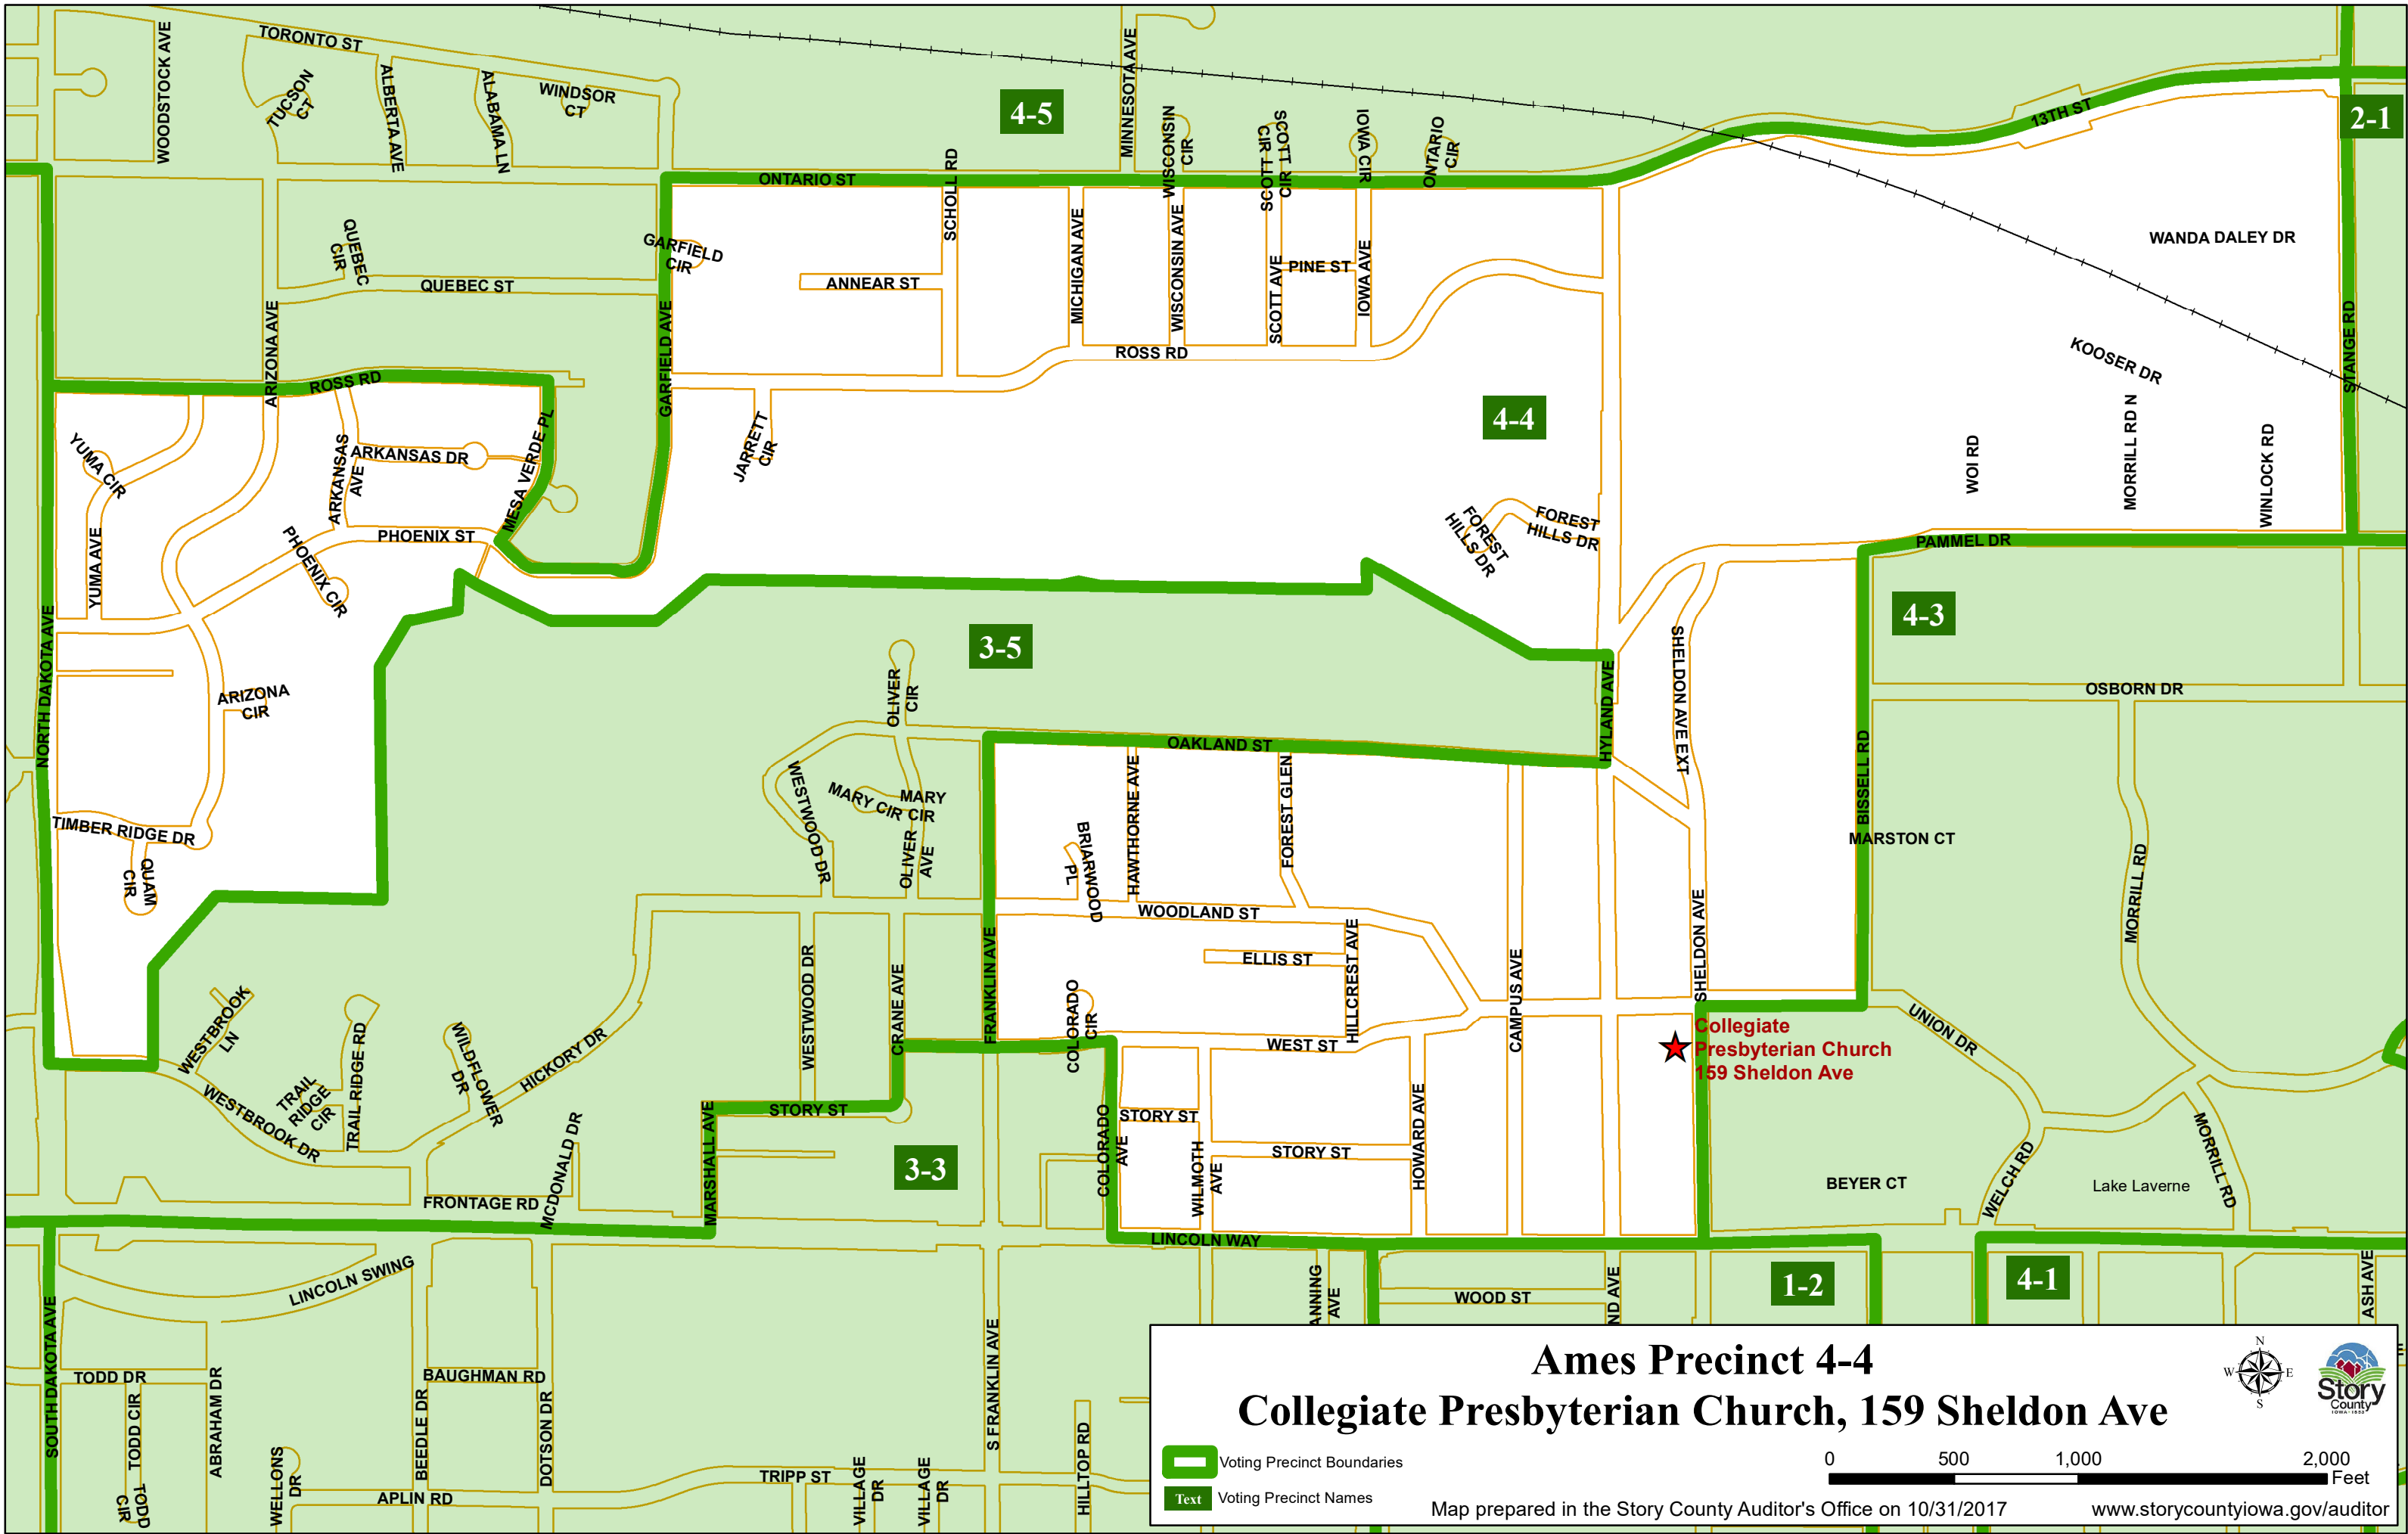 TORONTO ST
WOODSTOCK AVE
TUCSON
CT
ALBERTA AVE
ALABAMA LN
WINDSOR
CT
4-5
MINNESOTA AVE
WISCONSIN
CIR
SCOTT CIR
SCOTT CIR
IOWA CIR
ONTARIO
CIR
13TH ST
2-1
ONTARIO ST
SCHOLL RD
QUEBEC
CIR
QUEBEC ST
GARFIELD
CIR
ANNEAR ST
MICHIGAN AVE
WISCONSIN AVE
SCOTT AVE
PINE ST
IOWA AVE
WANDA DALEY DR
ARIZONA AVE
GARFIELD AVE
ROSS RD
ROSS RD
STANGE RD
KOOSER DR
4-4
MORRILL RD N
WOI RD
WINLOCK RD
YUMA CIR
ARKANSAS
AVE
ARKANSAS DR
MESA VERDE PL
JARRETT
CIR
YUMA AVE
PHOENIX CIR
PHOENIX ST
FOREST
HILLS DR
FOREST
HILLS DR
PAMMEL DR
NORTH DAKOTA AVE
3-5
4-3
ARIZONA
CIR
OLIVER
CIR
SHELDON AVE EXT
HYLAND AVE
OSBORN DR
OAKLAND ST
WESTWOOD DR
MARY CIR
MARY
CIR
OLIVER
AVE
BRIARWOOD
PL
HAWTHORNE AVE
FOREST GLEN
BISSELL RD
MARSTON CT
MORRILL RD
TIMBER RIDGE DR
QUAM
CIR
WOODLAND ST
ELLIS ST
HILLCREST AVE
CAMPUS AVE
SHELDON AVE
WESTBROOK
LN
TRAIL RIDGE RD
TRAIL
RIDGE
CIR
WILDFLOWER
DR
HICKORY DR
WESTWOOD DR
CRANE AVE
FRANKLIN AVE
COLORADO
CIR
WEST ST
Collegiate
Presbyterian Church
159 Sheldon Ave
UNION DR
WESTBROOK DR
MCDONALD DR
MARSHALL AVE
STORY ST
3-3
COLORADO
AVE
STORY ST
WILMOTH
AVE
STORY ST
HOWARD AVE
BEYER CT
WELCH RD
Lake Laverne
MORRILL RD
FRONTAGE RD
LINCOLN WAY
LINCOLN SWING
ANNING
AVE
WOOD ST
ND AVE
1-2
4-1
ASH AVE
SOUTH DAKOTA AVE
TODD DR
TODD CIR
TODD
CIR
ABRAHAM DR
WELLONS
DR
BEEDLE DR
BAUGHMAN RD
DOTSON DR
APLIN RD
TRIPP ST
VILLAGE
DR
VILLAGE
DR
S FRANKLIN AVE
HILLTOP RD
Ames Precinct 4-4
Collegiate Presbyterian Church, 159 Sheldon Ave
N
W E
S
Story
County
IOWA · 1853
Voting Precinct Boundaries
Text Voting Precinct Names
0 500 1,000 2,000
Feet
Map prepared in the Story County Auditor's Office on 10/31/2017
www.storycountyiowa.gov/auditor